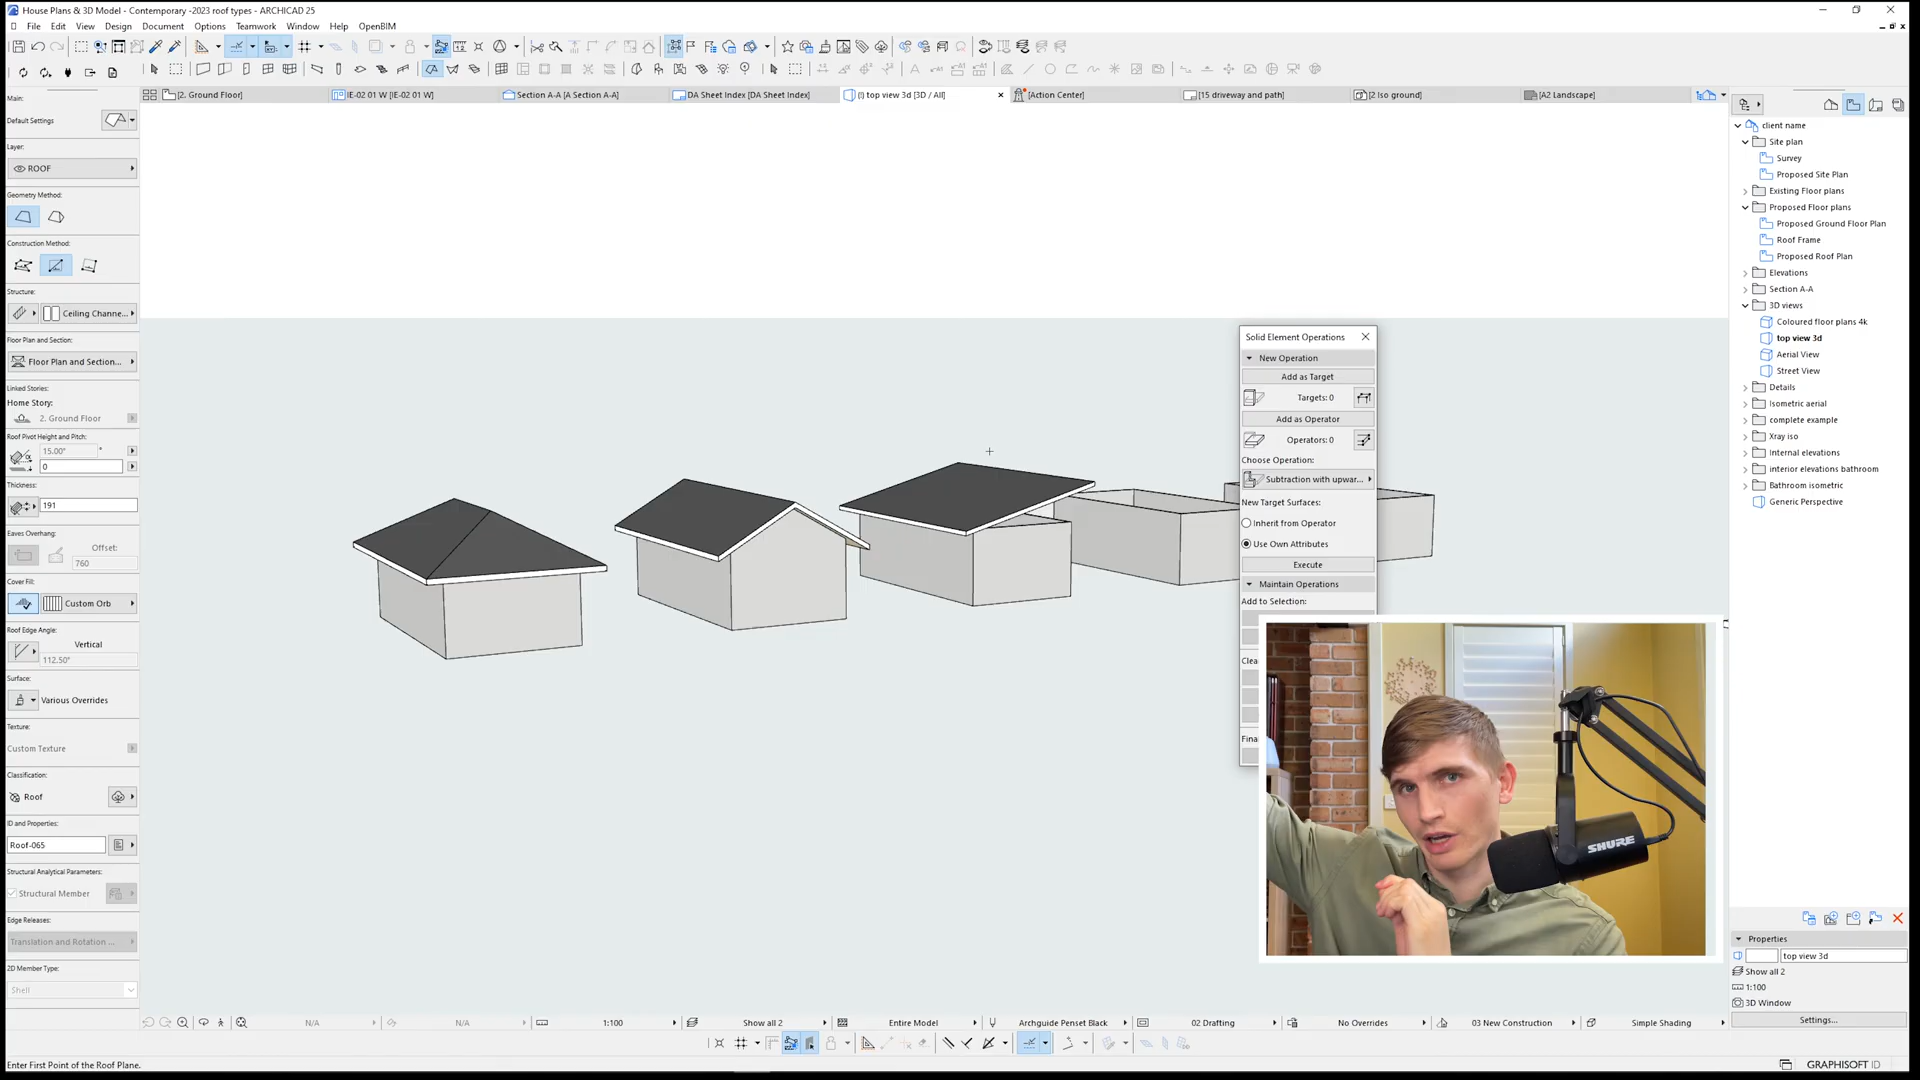 House Plans & 3D Model - Contemporary -2023 roof types - ARCHICAD 25
File Edit View Design Document Options Teamwork Window Help OpenBIM
[2. Ground Floor]
IE-02 01 W [IE-02 01 W]
Section A-A [A Section A-A]
DA Sheet Index [DA Sheet Index]
(!) top view 3d [3D / All]
[Action Center]
[15 driveway and path]
[2 Iso ground]
[A2 Landscape]
Main:
Default Settings
Layer:
ROOF
Geometry Method:
Construction Method:
Structure:
Ceiling Channe...
Floor Plan and Section:
Floor Plan and Section...
Linked Stories:
Home Story:
2. Ground Floor
Roof Pivot Height and Pitch:
15.00°
0
Thickness:
191
Eaves Overhang:
Offset:
760
Cover Fill:
Custom Orb
Roof Edge Angle:
Vertical
112.50°
Surface:
Various Overrides
Texture:
Custom Texture
Classification:
Roof
ID and Properties:
Roof-065
Structural Analytical Parameters:
Structural Member
Edge Releases:
Translation and Rotation ...
2D Member Type:
Shell
Solid Element Operations
New Operation
Add as Target
Targets: 0
Add as Operator
Operators: 0
Choose Operation:
Subtraction with upwar...
New Target Surfaces:
Inherit from Operator
Use Own Attributes
Execute
Maintain Operations
Add to Selection:
Clea
Fina
SHURE
client name
Site plan
Survey
Proposed Site Plan
Existing Floor plans
Proposed Floor plans
Proposed Ground Floor Plan
Roof Frame
Proposed Roof Plan
Elevations
Section A-A
3D views
Coloured floor plans 4k
top view 3d
Aerial View
Street View
Details
Isometric aerial
complete example
Xray iso
Internal elevations
interior elevations bathroom
Bathroom isometric
Generic Perspective
Properties
top view 3d
Show all 2
1:100
3D Window
Settings...
N/A
N/A
1:100
Show all 2
Entire Model
Archguide Penset Black
02 Drafting
No Overrides
03 New Construction
Simple Shading
Enter First Point of the Roof Plane.
GRAPHISOFT ID